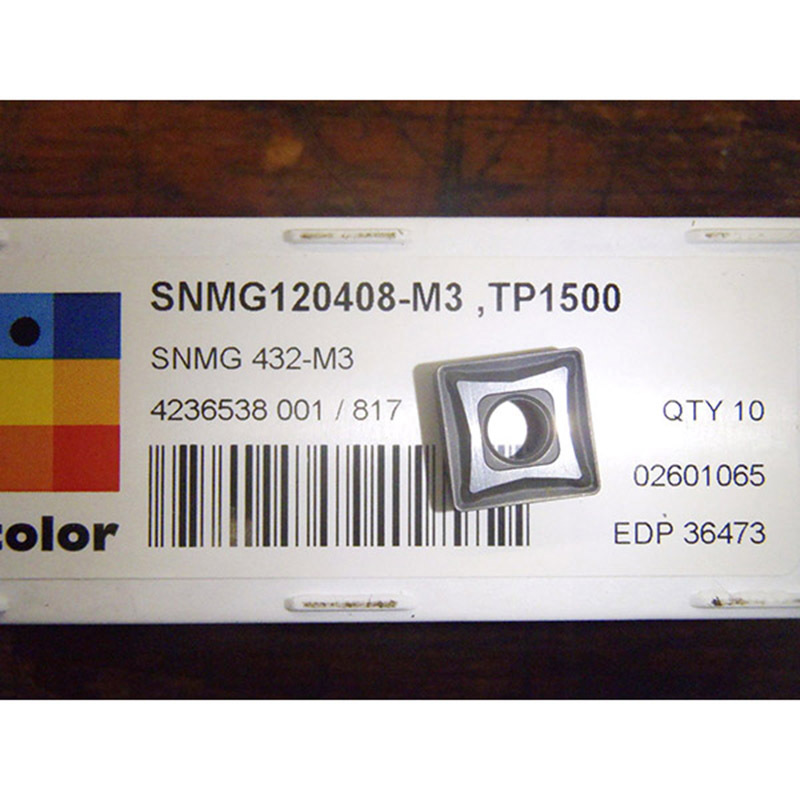 SNMG120408-M3 ,TP1500
SNMG 432-M3
4236538 001 / 817
QTY 10
02601065
EDP 36473
color